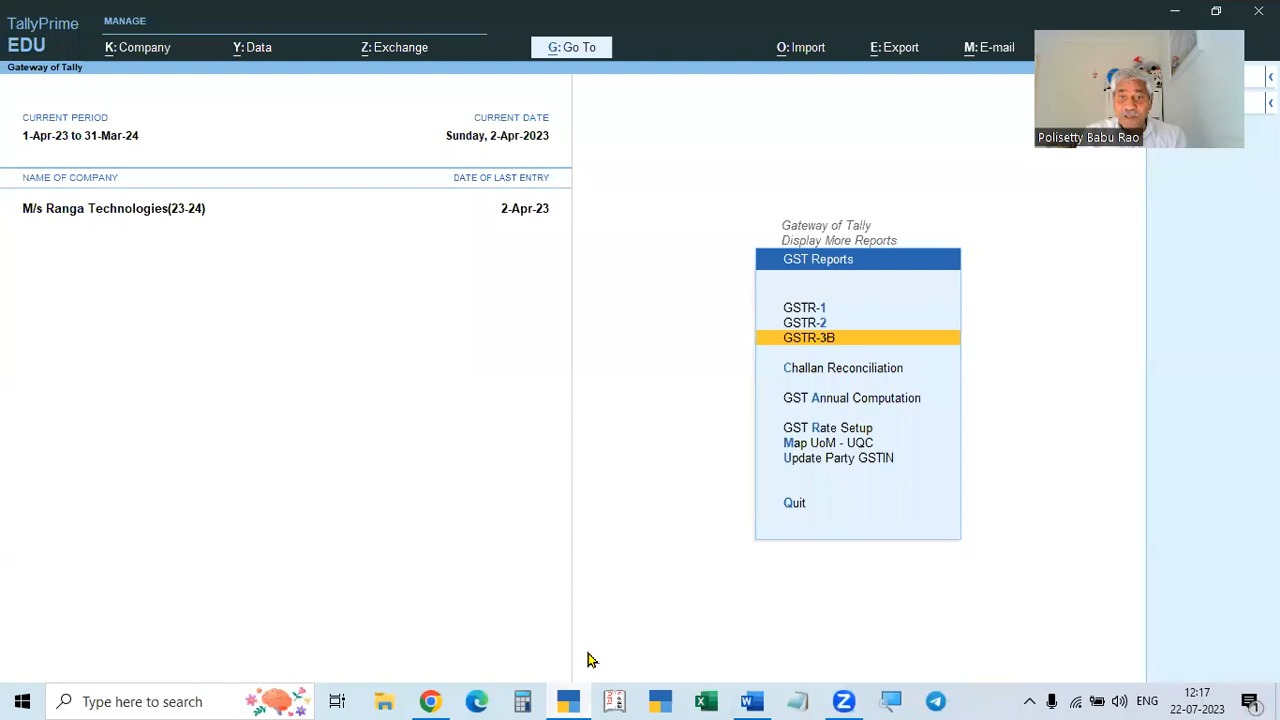 TallyPrime
EDU
MANAGE
K: Company
Y: Data
Z: Exchange
G: Go To
O: Import
E: Export
M: E-mail
Gateway of Tally
CURRENT PERIOD
CURRENT DATE
1-Apr-23 to 31-Mar-24
Sunday, 2-Apr-2023
NAME OF COMPANY
DATE OF LAST ENTRY
M/s Ranga Technologies(23-24)
2-Apr-23
Polisetty Babu Rao
Gateway of Tally
Display More Reports
GST Reports
GSTR-1
GSTR-2
GSTR-3B
Challan Reconciliation
GST Annual Computation
GST Rate Setup
Map UoM - UQC
Update Party GSTIN
Quit
Type here to search
ENG
12:17
22-07-2023